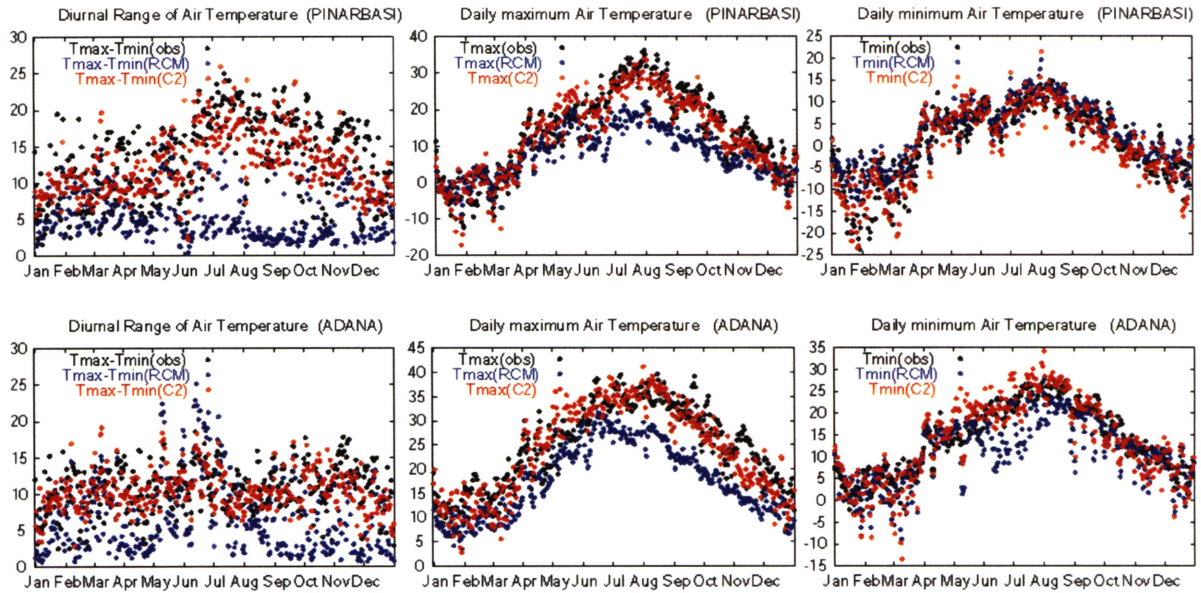 Diurnal Range of Air Temperature (PINARBASI)
30
25
20
15
10
5
0
Tmax-Tmin(obs)
Tmax-Tmin(RCM)
Tmax-Tmin(C2)
Jan Feb Mar Apr May Jun Jul Aug Sep Oct Nov Dec
Daily maximum Air Temperature (PINARBASI)
40
30
20
10
0
-10
-20
Tmax(obs)
Tmax(RCM)
Tmax(C2)
Jan Feb Mar Apr May Jun Jul Aug Sep Oct Nov Dec
Daily minimum Air Temperature (PINARBASI)
25
20
15
10
5
0
-5
-10
-15
-20
-25
Tmin(obs)
Tmin(RCM)
Tmin(C2)
Jan Feb Mar Apr May Jun Jul Aug Sep Oct Nov Dec
Diurnal Range of Air Temperature (ADANA)
30
25
20
15
10
5
0
Tmax-Tmin(obs)
Tmax-Tmin(RCM)
Tmax-Tmin(C2)
Jan Feb Mar Apr May Jun Jul Aug Sep Oct Nov Dec
Daily maximum Air Temperature (ADANA)
45
40
35
30
25
20
15
10
5
0
Tmax(obs)
Tmax(RCM)
Tmax(C2)
Jan Feb Mar Apr May Jun Jul Aug Sep Oct Nov Dec
Daily minimum Air Temperature (ADANA)
35
30
25
20
15
10
5
0
-5
-10
-15
Tmin(obs)
Tmin(RCM)
Tmin(C2)
Jan Feb Mar Apr May Jun Jul Aug Sep Oct Nov Dec